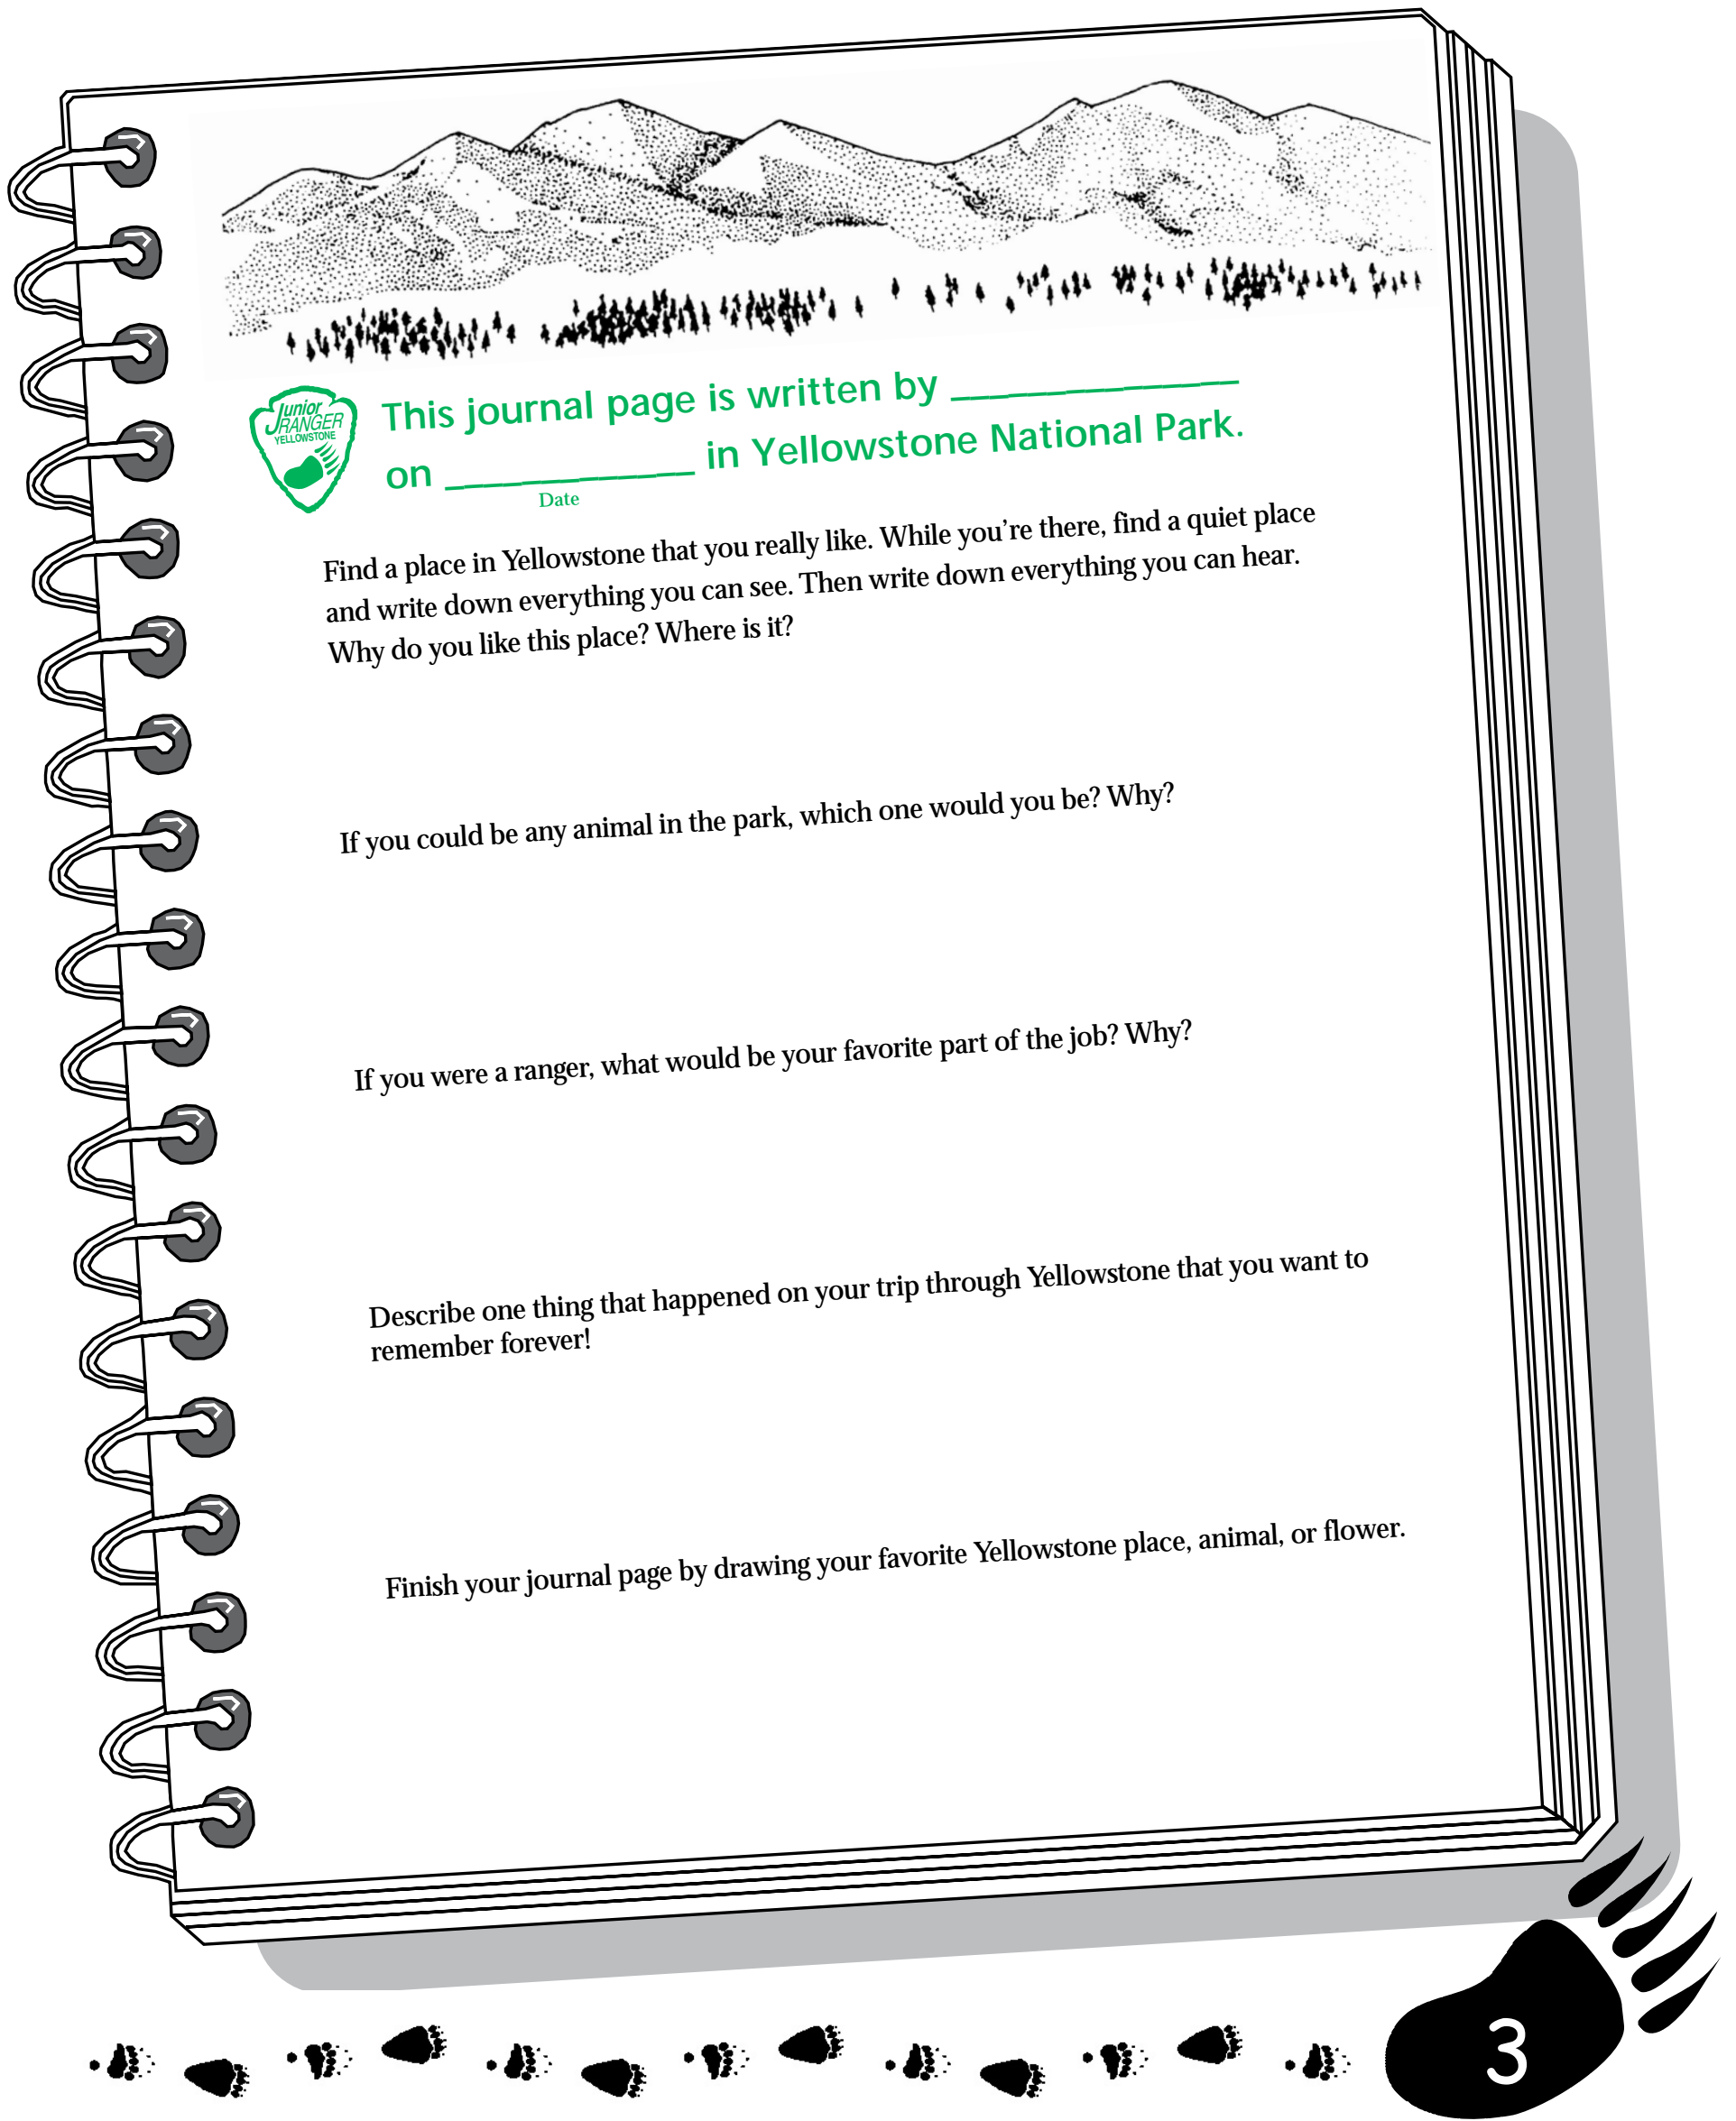 Junior
RANGER
YELLOWSTONE
This journal page is written by _____________
on _____________ in Yellowstone National Park.
Date
Find a place in Yellowstone that you really like. While you’re there, find a quiet place
and write down everything you can see. Then write down everything you can hear.
Why do you like this place? Where is it?
If you could be any animal in the park, which one would you be? Why?
If you were a ranger, what would be your favorite part of the job? Why?
Describe one thing that happened on your trip through Yellowstone that you want to
remember forever!
Finish your journal page by drawing your favorite Yellowstone place, animal, or flower.
3